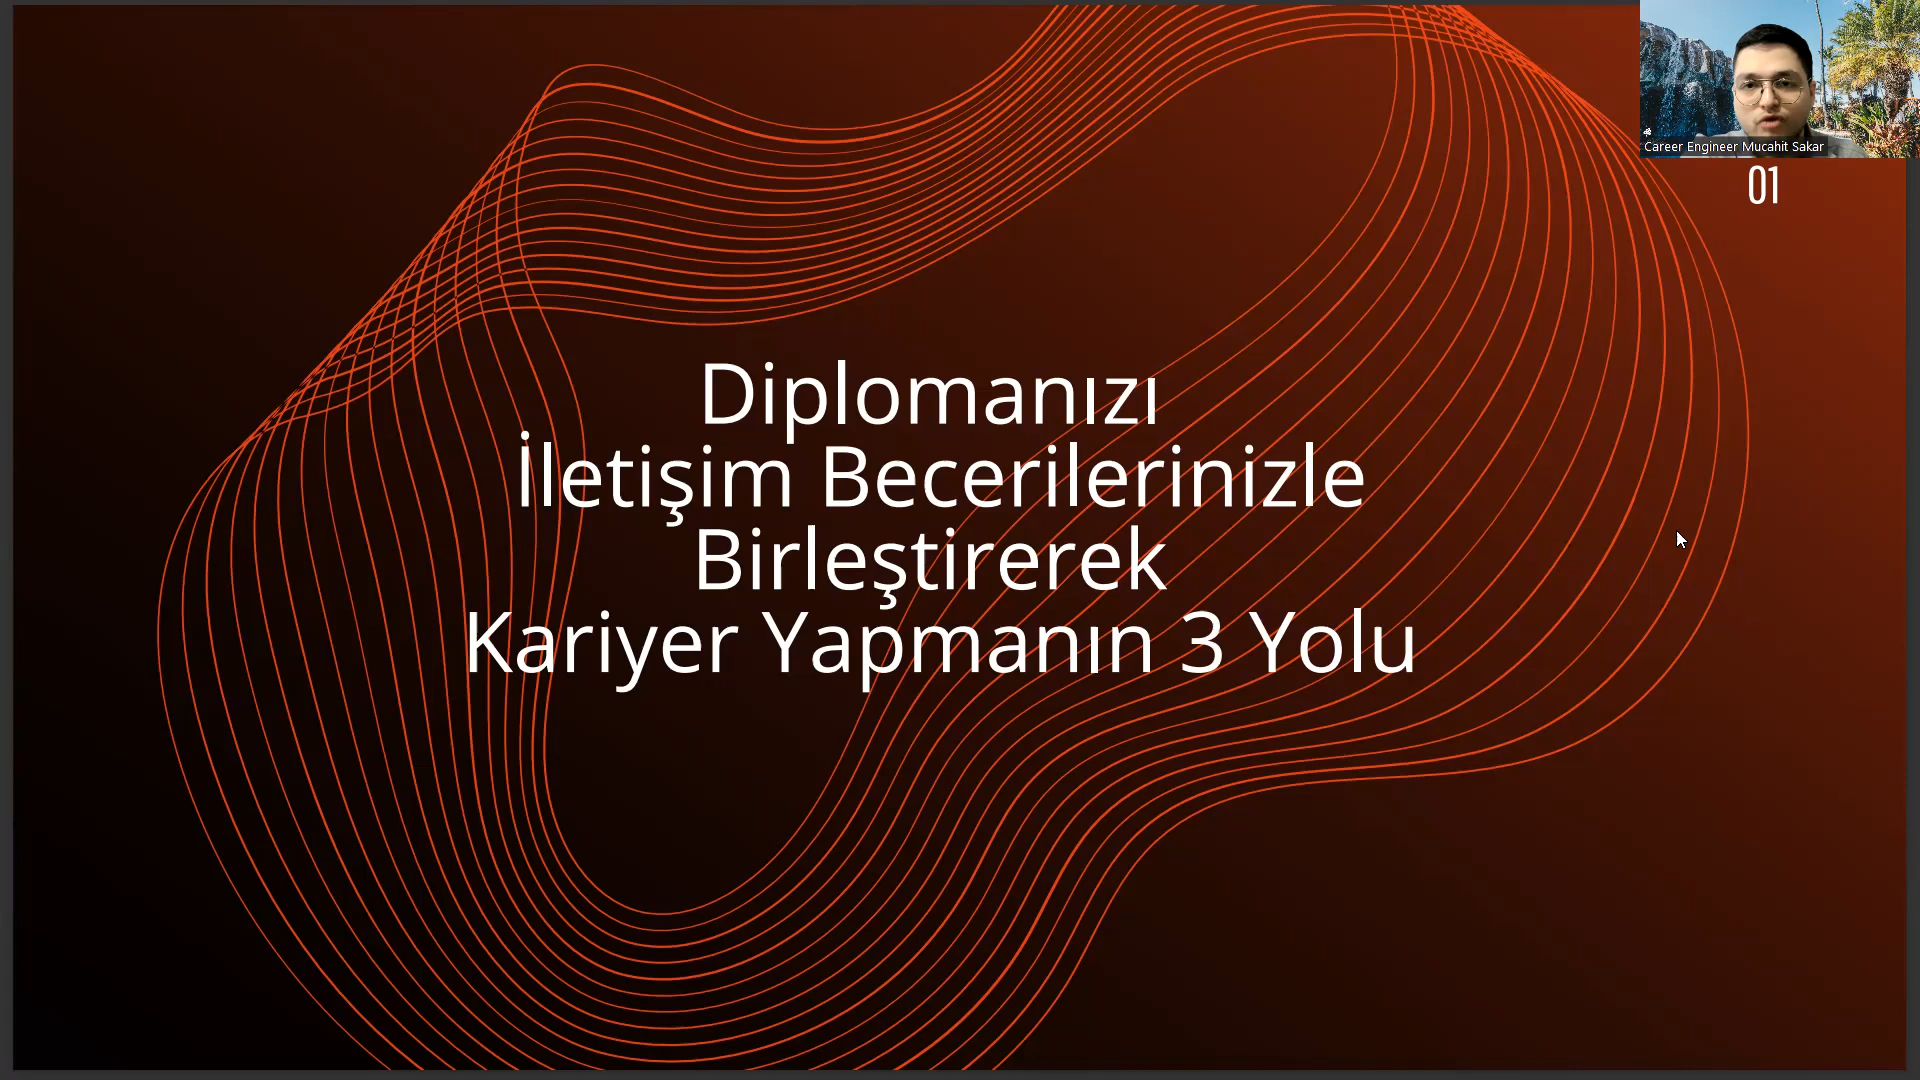 Career Engineer Mucahit Sakar
01
Diplomanızı
İletişim Becerilerinizle
Birleştirerek
Kariyer Yapmanın 3 Yolu